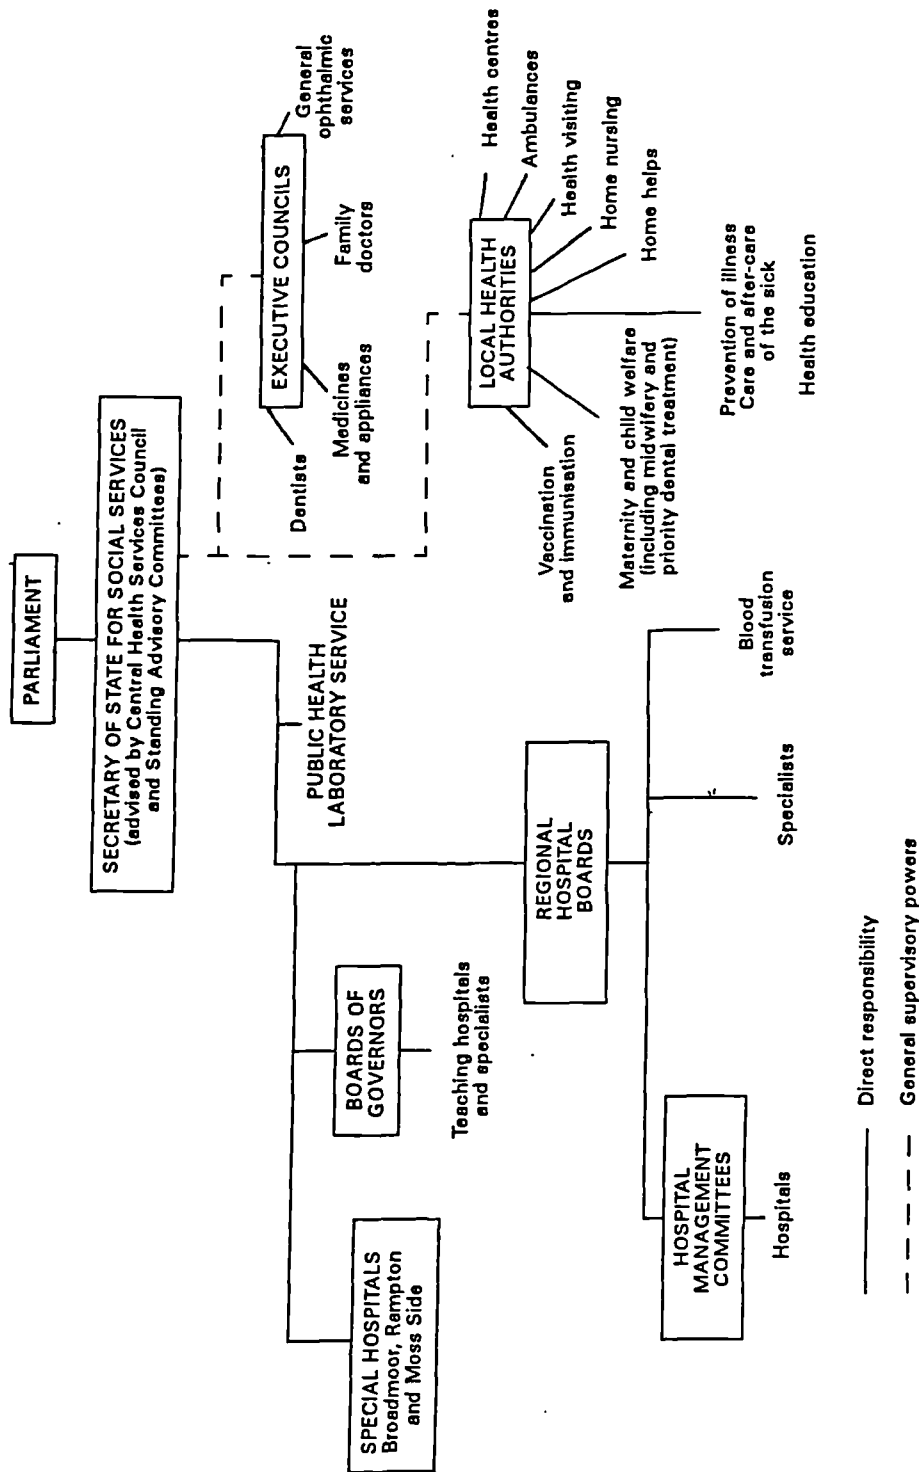 PARLIAMENT
SECRETARY OF STATE FOR SOCIAL SERVICES
(advised by Central Health Services Council
and Standing Advisory Committees)
SPECIAL HOSPITALS
Broadmoor, Rampton
and Moss Side
BOARDS OF
GOVERNORS
Teaching hospitals
and specialists
PUBLIC HEALTH
LABORATORY SERVICE
EXECUTIVE COUNCILS
Dentists
Medicines
and appliances
Family
doctors
General
ophthalmic
services
REGIONAL
HOSPITAL
BOARDS
HOSPITAL
MANAGEMENT
COMMITTEES
Hospitals
Specialists
Blood
transfusion
service
LOCAL HEALTH
AUTHORITIES
Vaccination
and immunisation
Maternity and child welfare
(including midwifery and
priority dental treatment)
Prevention of illness
Care and after-care
of the sick
Health education
Home helps
Home nursing
Health visiting
Ambulances
Health centres
Direct responsibility
General supervisory powers